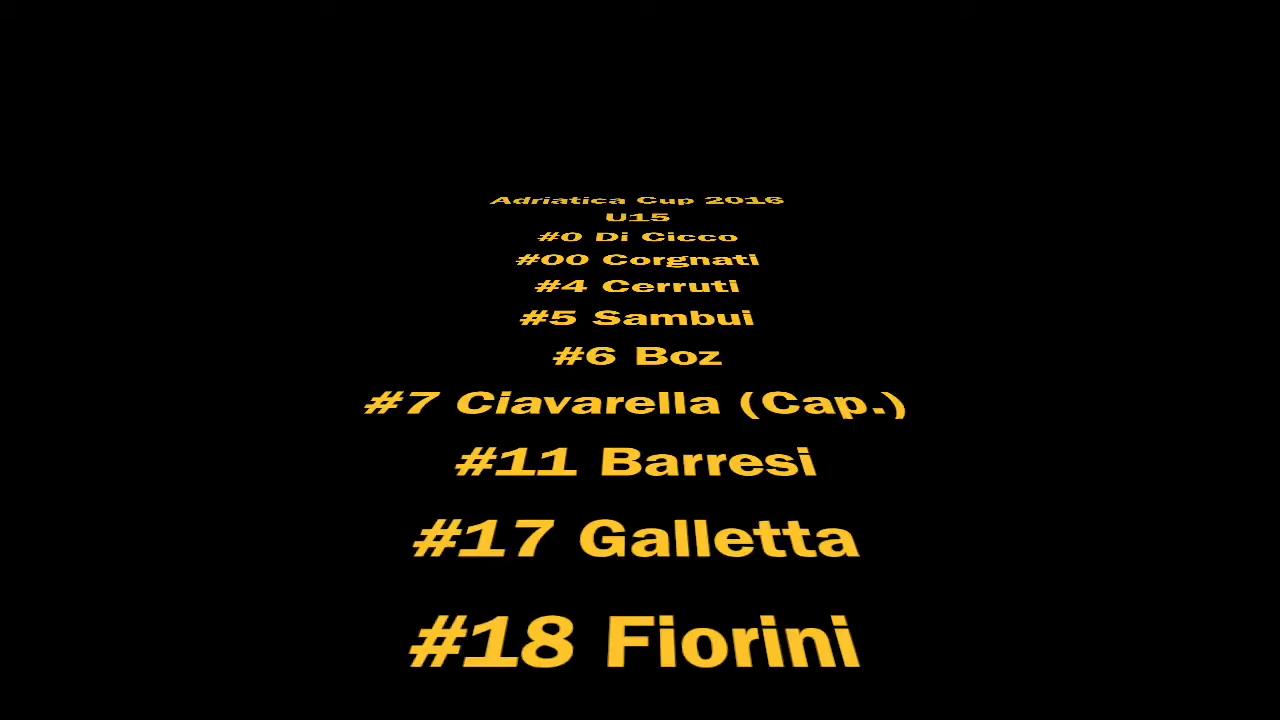 Adriatica Cup 2016
U15
#0 Di Cicco
#00 Corgnati
#4 Cerruti
#5 Sambui
#6 Boz
#7 Ciavarella (Cap.)
#11 Barresi
#17 Galletta
#18 Fiorini